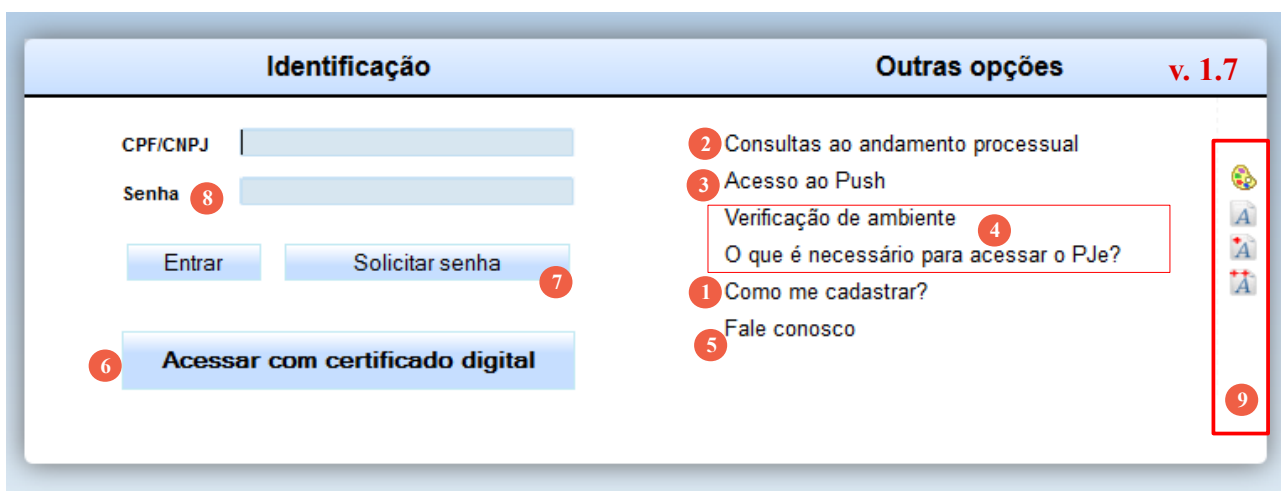 Identificação
Outras opções
v. 1.7
CPF/CNPJ
Senha 8
Entrar
Solicitar senha
7
6 Acessar com certificado digital
2 Consultas ao andamento processual
3 Acesso ao Push
Verificação de ambiente 4
O que é necessário para acessar o PJe?
1 Como me cadastrar?
5 Fale conosco
A
A
A
9